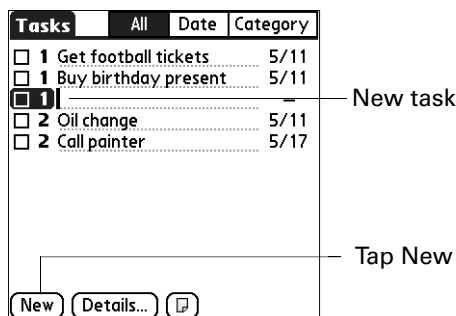 Tasks All Date Category
1 Get football tickets 5/11
1 Buy birthday present 5/11
1 –
New task
2 Oil change 5/11
2 Call painter 5/17
Tap New
New Details...